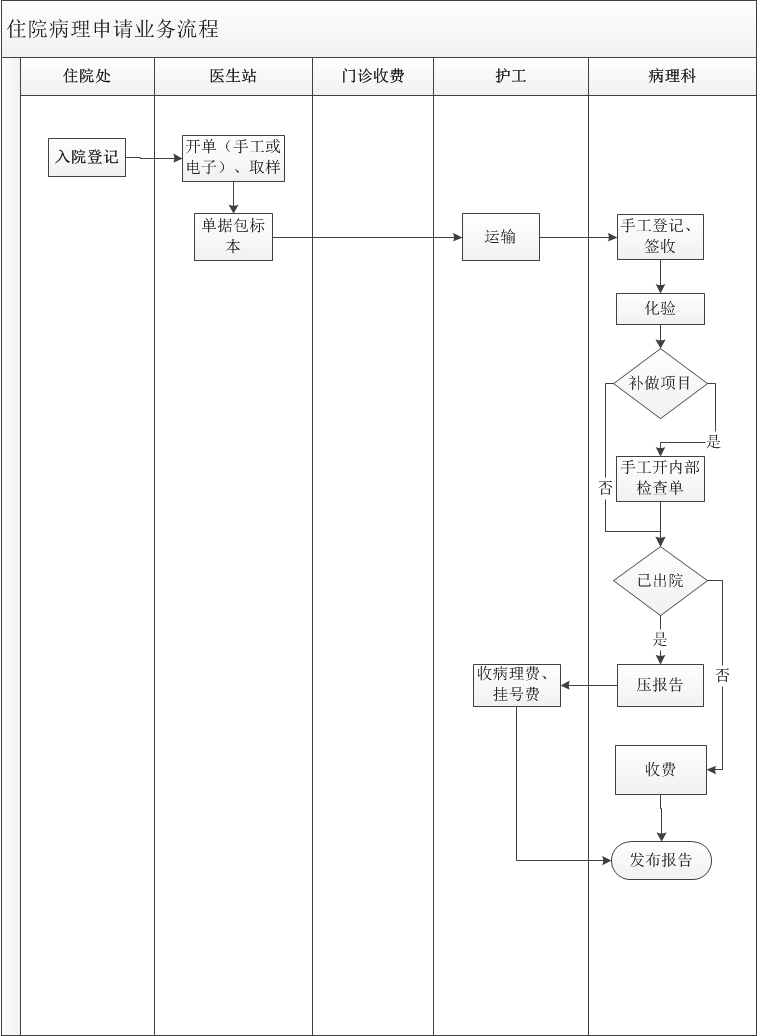 住院病理申请业务流程
住院处
医生站
门诊收费
护工
病理科
入院登记
开单（手工或
电子）、取样
单据包标
本
运输
手工登记、
签收
化验
补做项目
是
手工开内部
检查单
否
已出院
是
否
收病理费、
挂号费
压报告
收费
发布报告